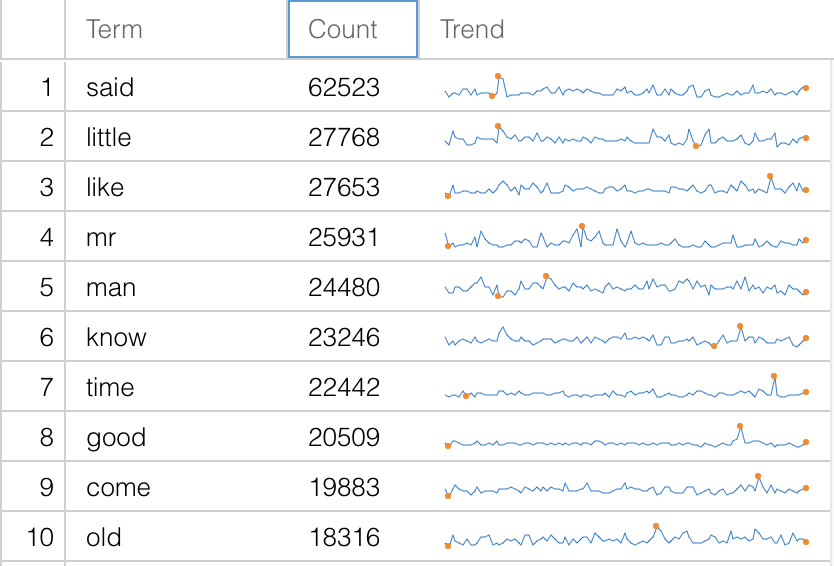 Term Count Trend
1 said 62523
2 little 27768
3 like 27653
4 mr 25931
5 man 24480
6 know 23246
7 time 22442
8 good 20509
9 come 19883
10 old 18316